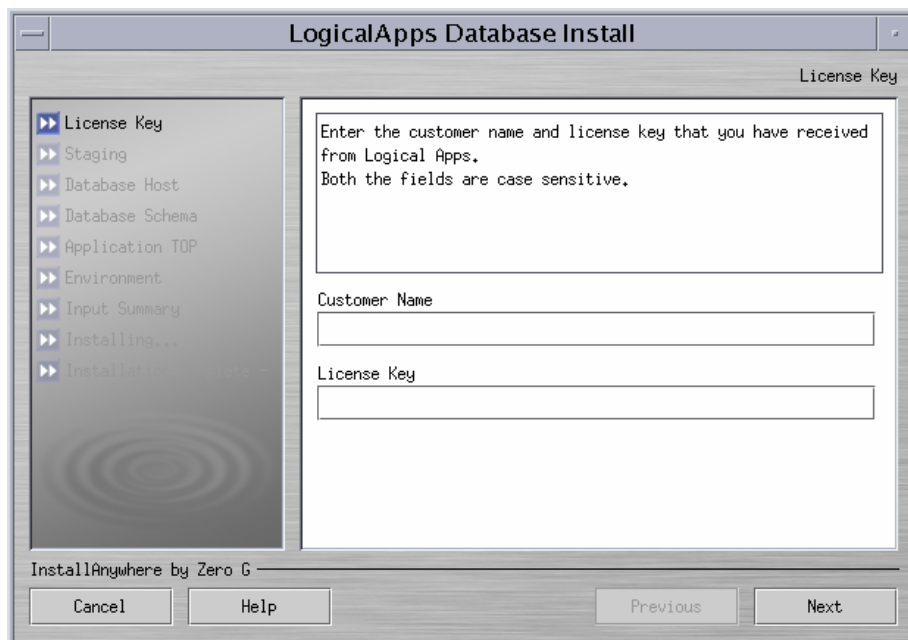 LogicalApps Database Install
License Key
License Key
Staging
Database Host
Database Schema
Application TOP
Environment
Input Summary
Installing...
Enter the customer name and license key that you have received
from Logical Apps.
Both the fields are case sensitive.
Customer Name
License Key
InstallAnywhere by Zero G
Cancel
Help
Previous
Next